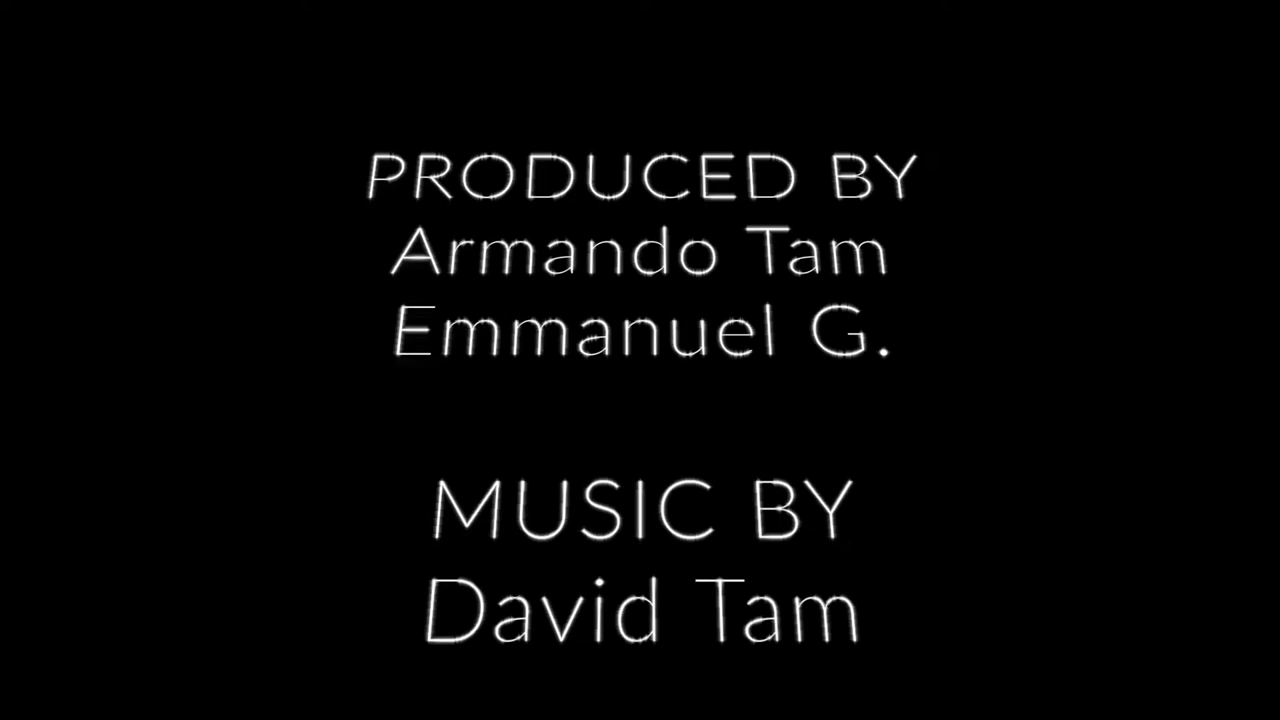 PRODUCED BY
Armando Tam
Emmanuel G.
MUSIC BY
David Tam